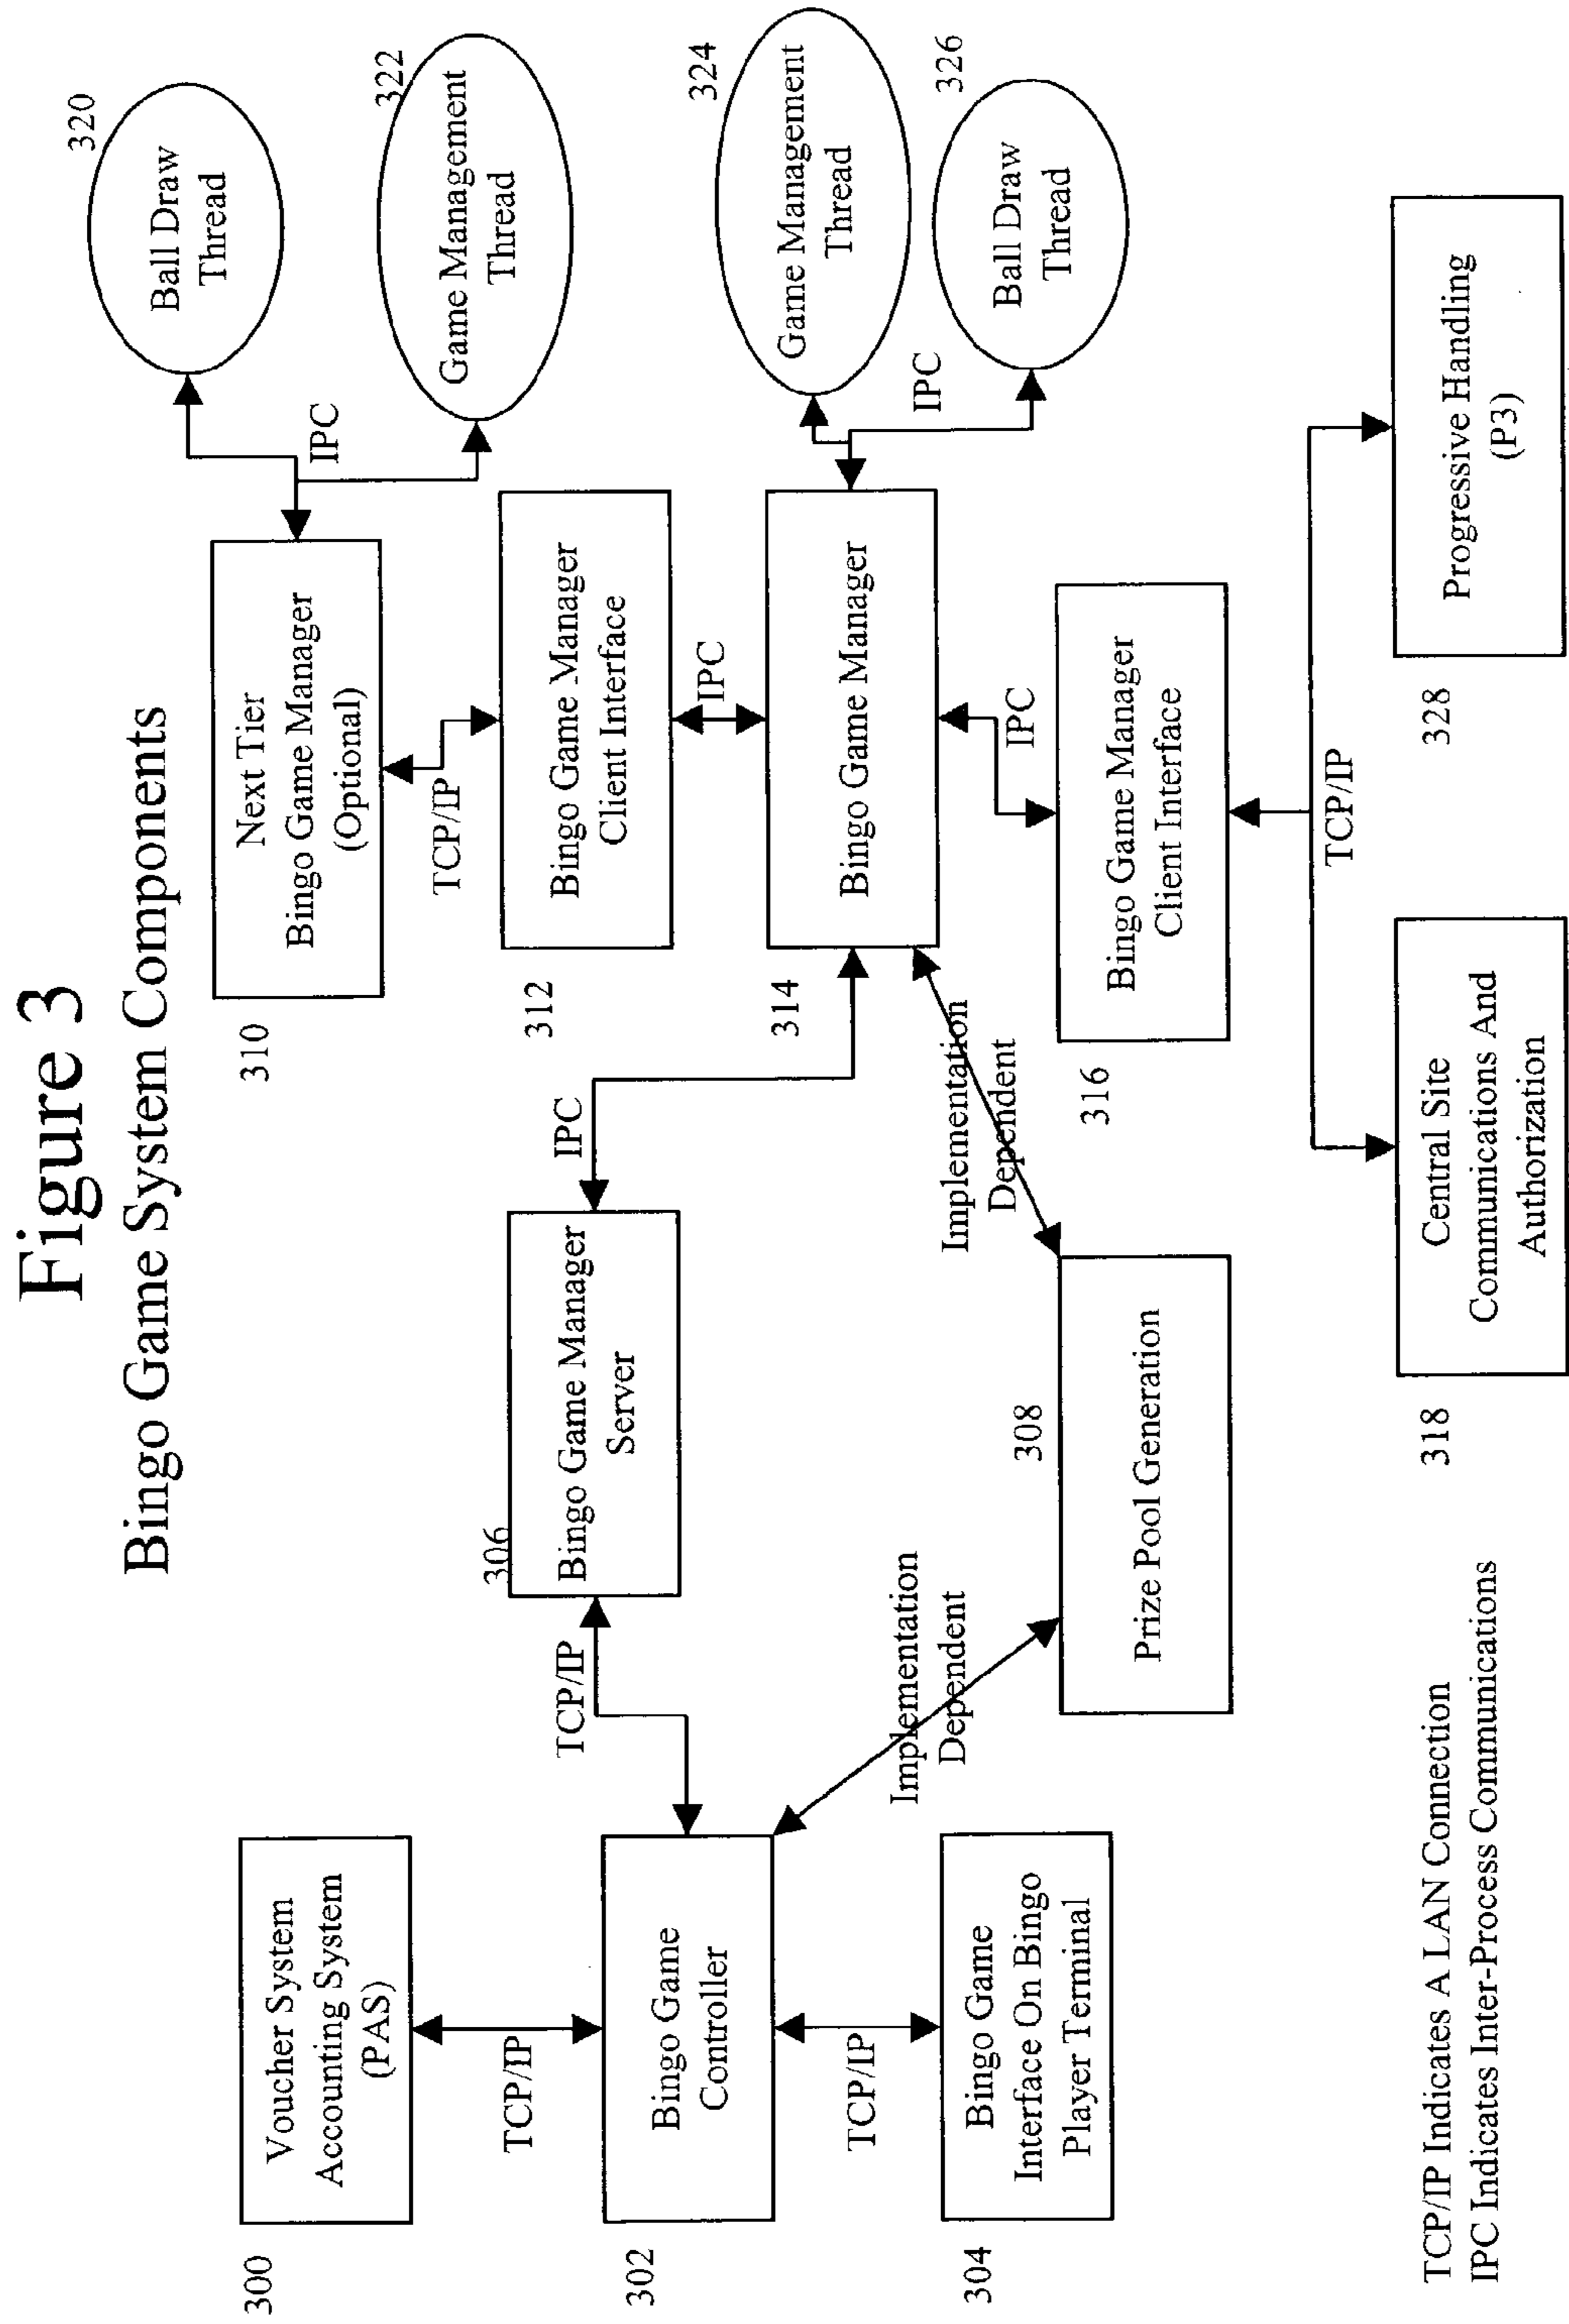 Figure 3
Bingo Game System Components
300
Voucher System
Accounting System
(PAS)
TCP/IP
302
Bingo Game
Controller
TCP/IP
304
Bingo Game
Interface On Bingo
Player Terminal
TCP/IP
306
Bingo Game Manager
Server
IPC
Implementation
Dependent
308
Prize Pool Generation
Implementation
Dependent
310
Next Tier
Bingo Game Manager
(Optional)
TCP/IP
312
Bingo Game Manager
Client Interface
IPC
314
Bingo Game Manager
IPC
316
Bingo Game Manager
Client Interface
TCP/IP
318
Central Site
Communications And
Authorization
320
Ball Draw
Thread
IPC
322
Game Management
Thread
324
Game Management
Thread
IPC
326
Ball Draw
Thread
328
Progressive Handling
(P3)
TCP/IP Indicates A LAN Connection
IPC Indicates Inter-Process Communications